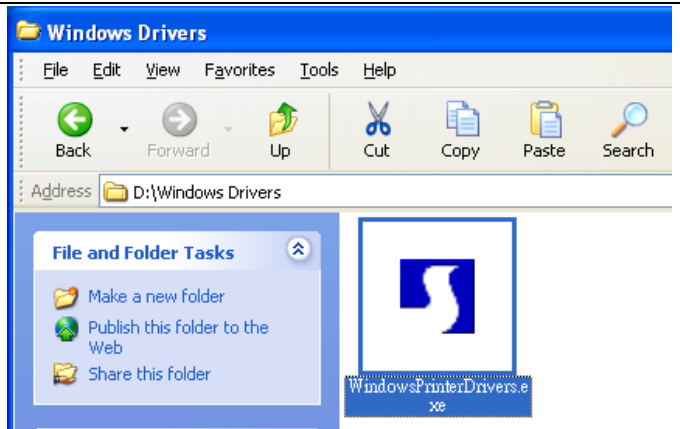 Windows Drivers
File Edit View Favorites Tools Help
Back Forward Up Cut Copy Paste Search
Address D:\Windows Drivers
File and Folder Tasks
Make a new folder
Publish this folder to the
Web
Share this folder
WindowsPrinterDrivers.e
xe